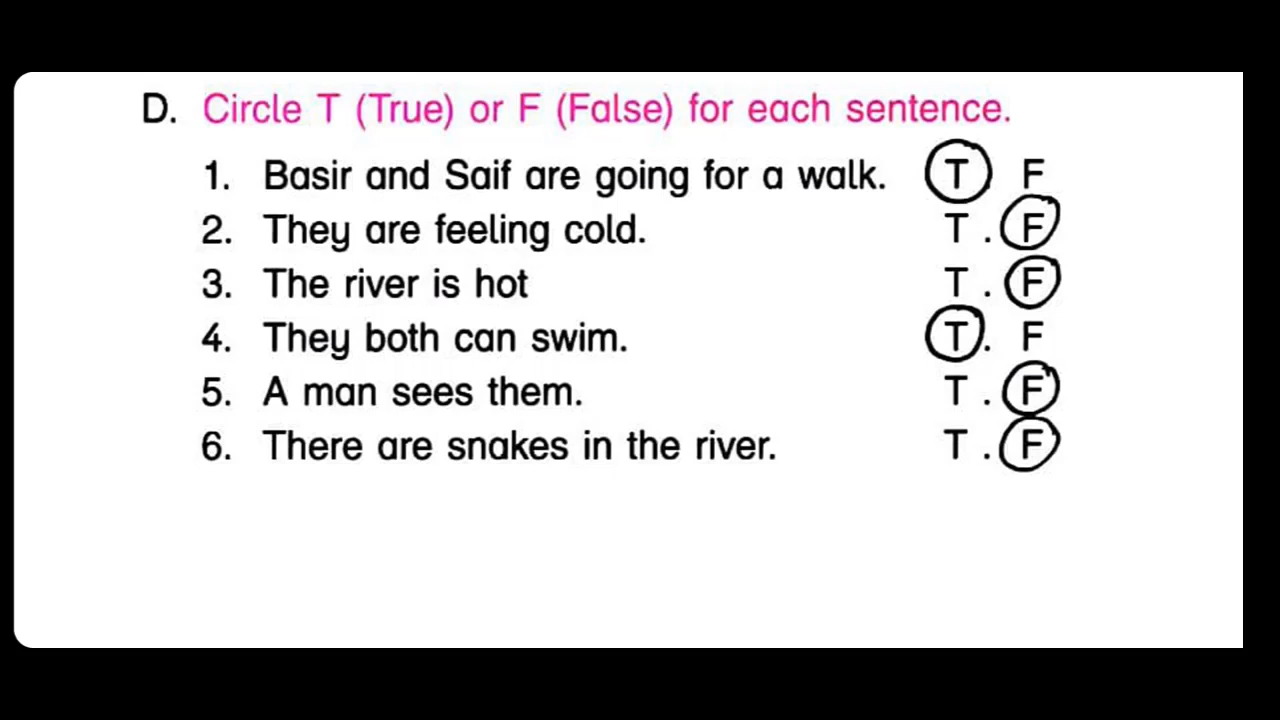 D. Circle T (True) or F (False) for each sentence.
1. Basir and Saif are going for a walk. T F
2. They are feeling cold. T . F
3. The river is hot T . F
4. They both can swim. T . F
5. A man sees them. T . F
6. There are snakes in the river. T . F